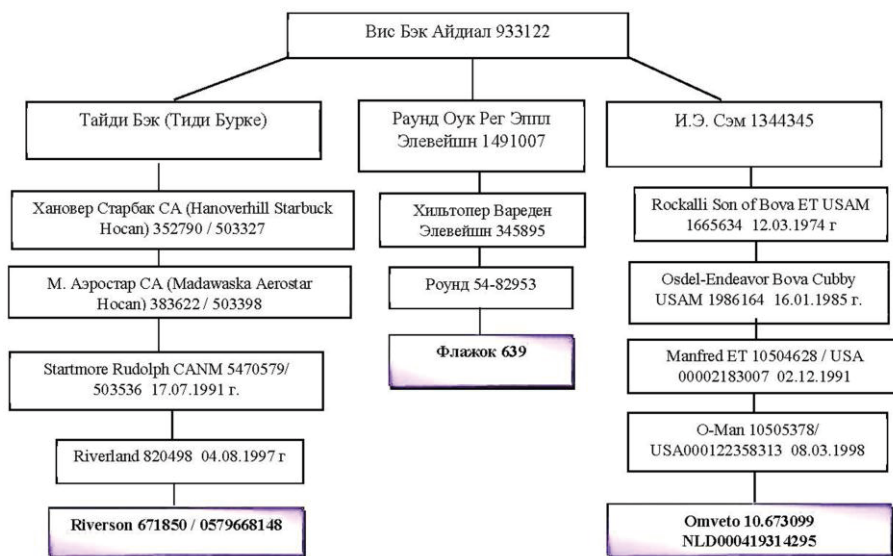 Вис Бэк Айдиал 933122
Тайди Бэк (Тиди Бурке)
Хановер Старбак СА (Hanoverhill Starbuck
Hocan) 352790 / 503327
М. Аэростар СА (Madawaska Aerostar
Hocan) 383622 / 503398
Startmore Rudolph CANM 5470579/
503536 17.07.1991 г.
Riverland 820498 04.08.1997 г
Riverson 671850 / 0579668148
Раунд Оук Рег Эппл
Элевейшн 1491007
Хильтопер Вареден
Элевейшн 345895
Роунд 54-82953
Флажок 639
И.Э. Сэм 1344345
Rockalli Son of Bova ET USAM
1665634 12.03.1974 г
Osdel-Endeavor Bova Cubby
USAM 1986164 16.01.1985 г.
Manfred ET 10504628 / USA
00002183007 02.12.1991
O-Man 10505378/
USA000122358313 08.03.1998
Omveto 10.673099
NLD000419314295